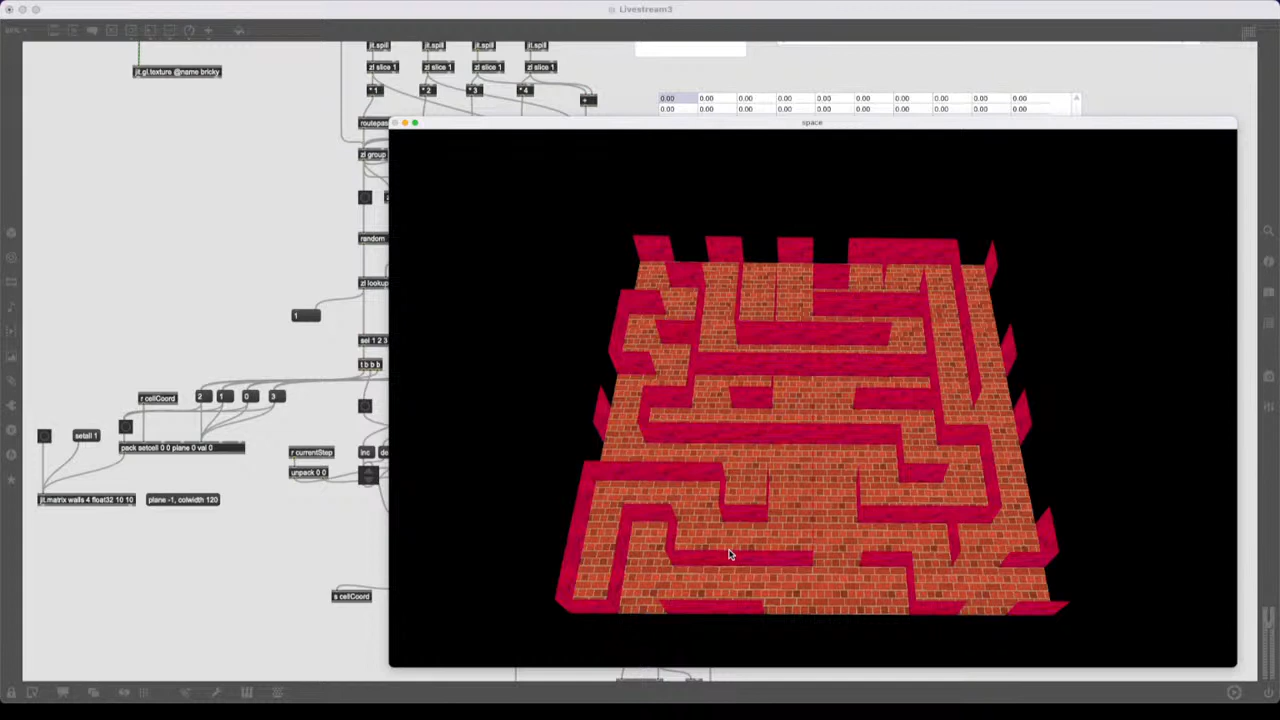 Livestream3
jit.spill jit.spill jit.spill jit.spill
jit.gl.texture @name bricky
zl slice 1 zl slice 1 zl slice 1 zl slice 1
* 1 * 2 * 3 * 4
+
0.00 0.00 0.00 0.00 0.00 0.00 0.00 0.00 0.00 0.00
0.00 0.00 0.00 0.00 0.00 0.00 0.00 0.00 0.00 0.00
routepas
space
zl group
random
zl lookup
1
sel 1 2 3
t b b b
r cellCoord
2 1 0 3
setall 1
pack setcell 0 0 plane 0 val 0
r currentStep
inc de
unpack 0 0
jit.matrix walls 4 float32 10 10
plane -1, colwidth 120
s cellCoord